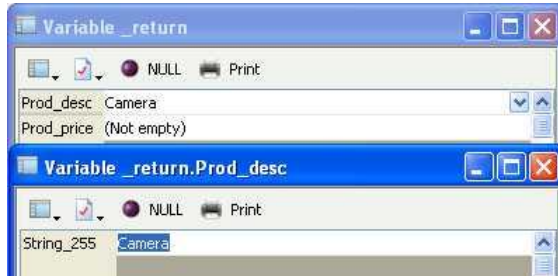 Variable _return
NULL Print
Prod_desc Camera
Prod_price (Not empty)
Variable _return.Prod_desc
NULL Print
String_255 Camera